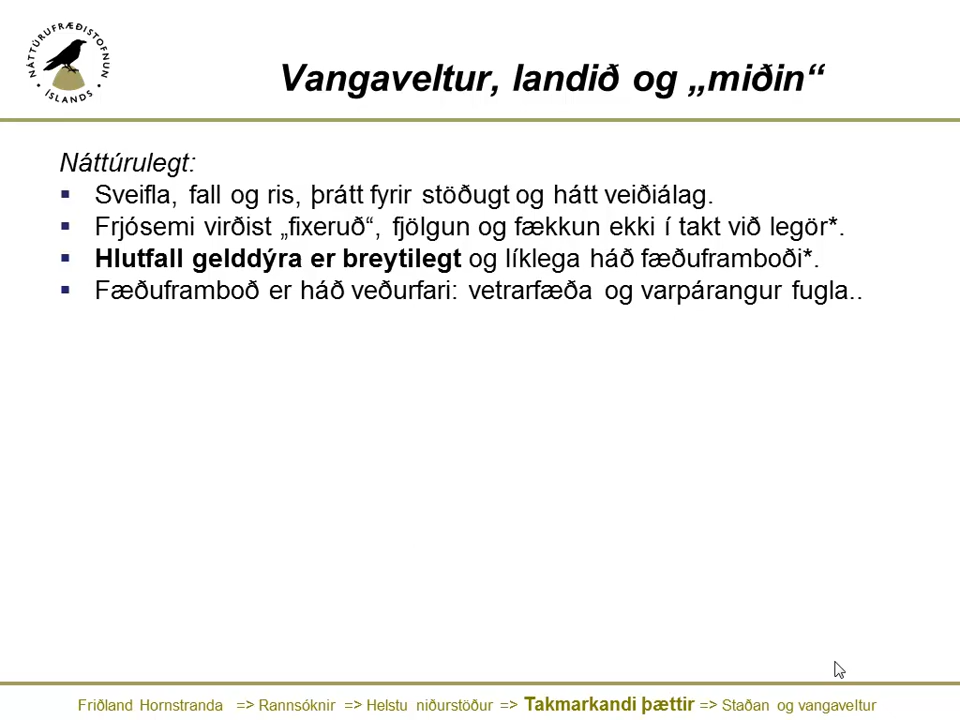 NÁTTÚRUFRÆÐISTOFNUN
• ÍSLANDS •
Vangaveltur, landið og „miðin“
Náttúrulegt:
▪ Sveifla, fall og ris, þrátt fyrir stöðugt og hátt veiðiálag.
▪ Frjósemi virðist „fixeruð“, fjölgun og fækkun ekki í takt við legör*.
▪ Hlutfall gelddýra er breytilegt og líklega háð fæðuframboði*.
▪ Fæðuframboð er háð veðurfari: vetrarfæða og varpárangur fugla..
Friðland Hornstranda => Rannsóknir => Helstu niðurstöður => Takmarkandi þættir => Staðan og vangaveltur